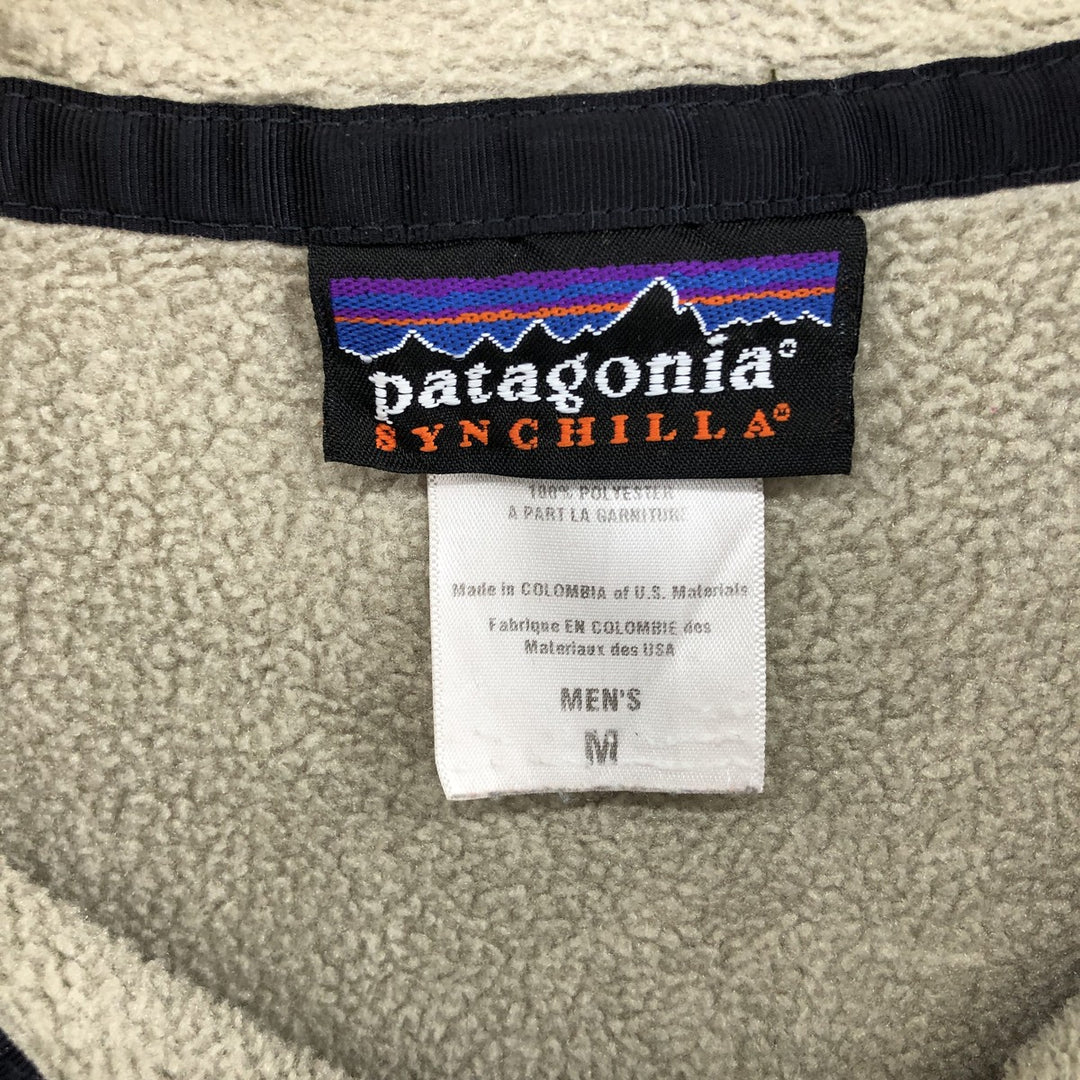 patagonia®
SYNCHILLA®
100% POLYESTER
A PART LA GARNITURE
Made in COLOMBIA of U.S. Materials
Fabrique EN COLOMBIE des
Materiaux des USA
MEN'S
M